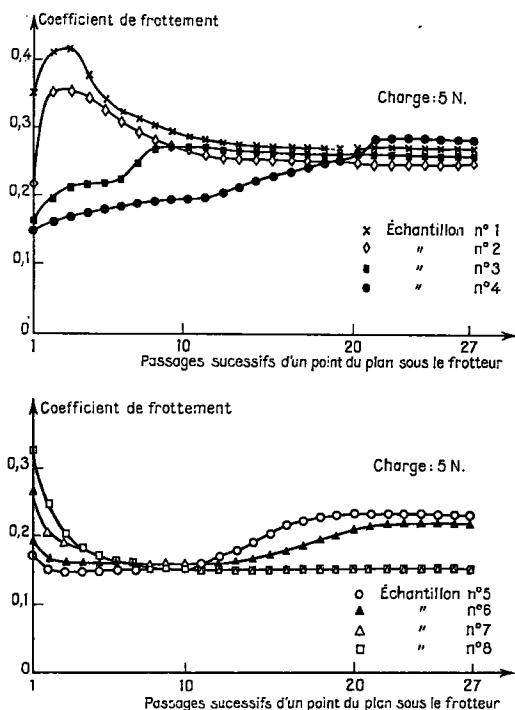 Coefficient de frottement
0,4
Charge: 5 N.
0,3
0,2
× Échantillon n° 1
◊ " n° 2
■ " n° 3
0,1
● " n° 4
0
1 10 20 27
Passages sucessifs d'un point du plan sous le frotteur
Coefficient de frottement
0,3
Charge: 5 N.
0,2
0,1
○ Échantillon n° 5
▲ " n° 6
△ " n° 7
□ " n° 8
0
1 10 20 27
Passages sucessifs d'un point du plan sous le frotteur